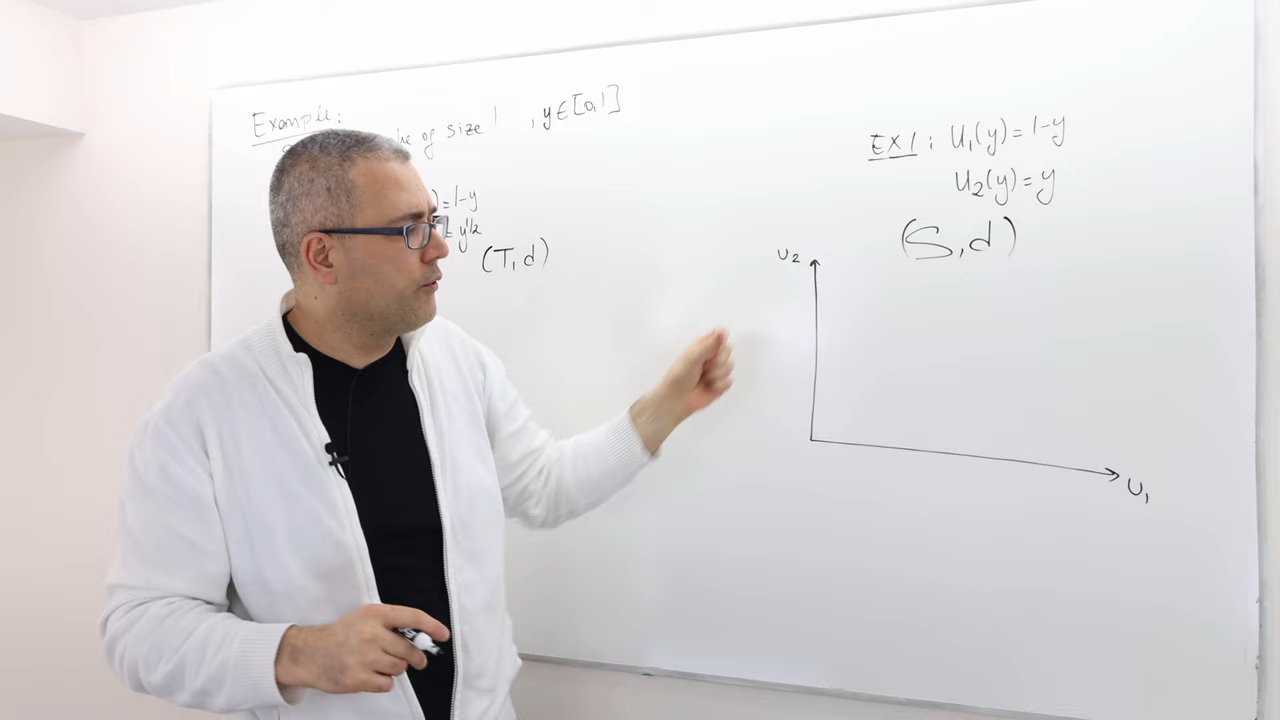 Example:
of size 1 , y∈[0,1]
)=1-y
= y^1/2
(T,d)
EX1: U₁(y)=1-y
U₂(y)=y
(S,d)
U₂
U₁